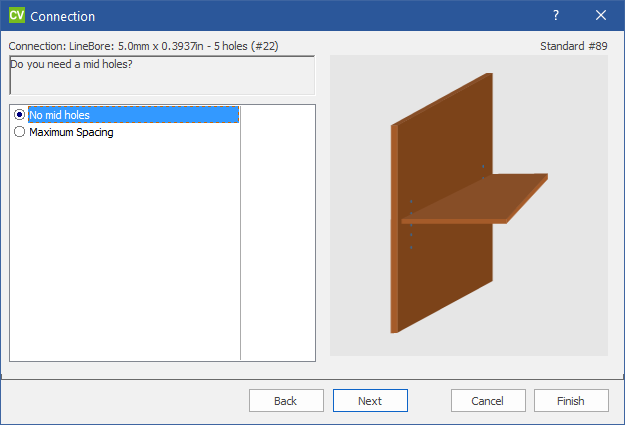 CV Connection ?
Connection: LineBore: 5.0mm x 0.3937in - 5 holes (#22) Standard #89
Do you need a mid holes?
No mid holes
Maximum Spacing
Back Next Cancel Finish